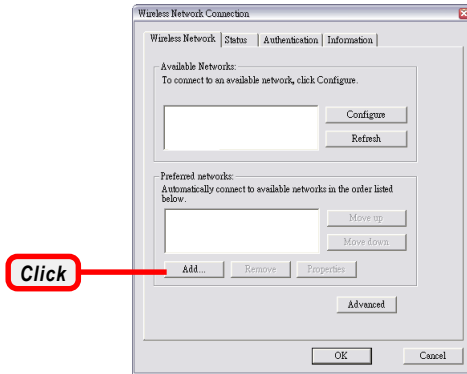 Wireless Network Connection
Wireless Network Status Authentication Information
Available Networks:
To connect to an available network, click Configure.
Configure
Refresh
Preferred networks:
Automatically connect to available networks in the order listed
below.
Move up
Move down
Click
Add... Remove Properties
Advanced
OK Cancel